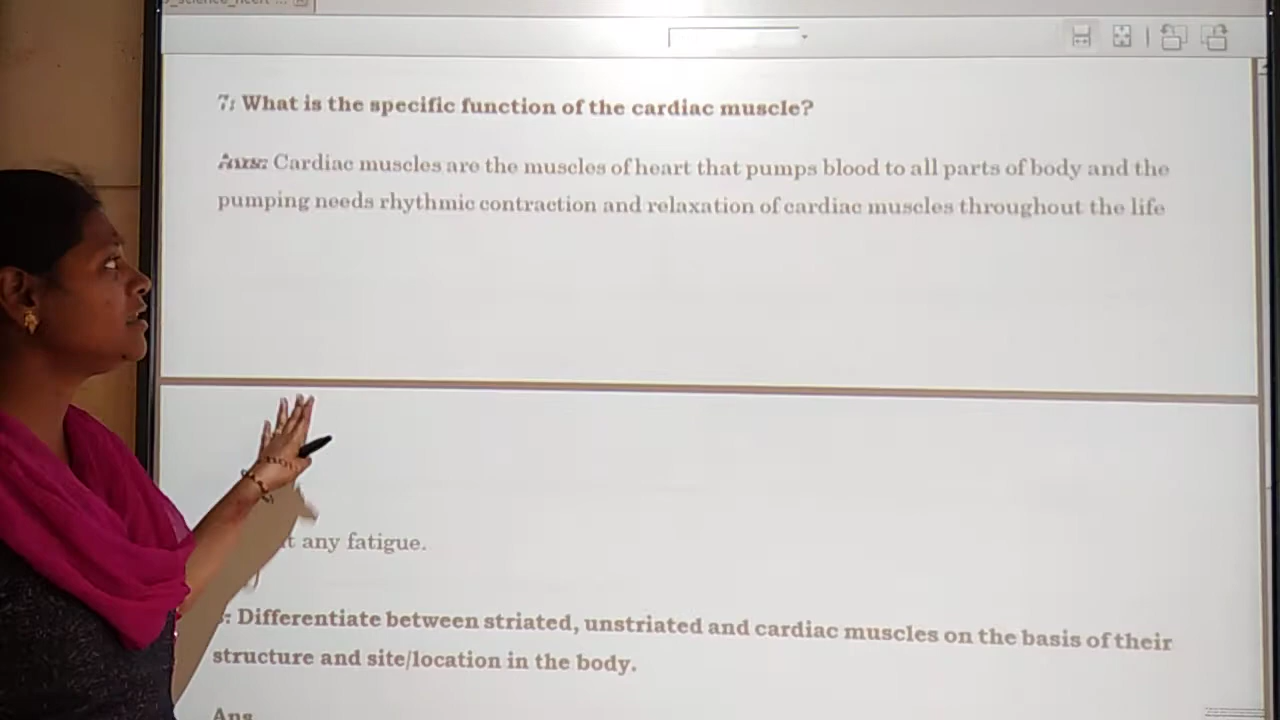 7: What is the specific function of the cardiac muscle?
Ans: Cardiac muscles are the muscles of heart that pumps blood to all parts of body and the
pumping needs rhythmic contraction and relaxation of cardiac muscles throughout the life
any fatigue.
Differentiate between striated, unstriated and cardiac muscles on the basis of their
structure and site/location in the body.
Ans